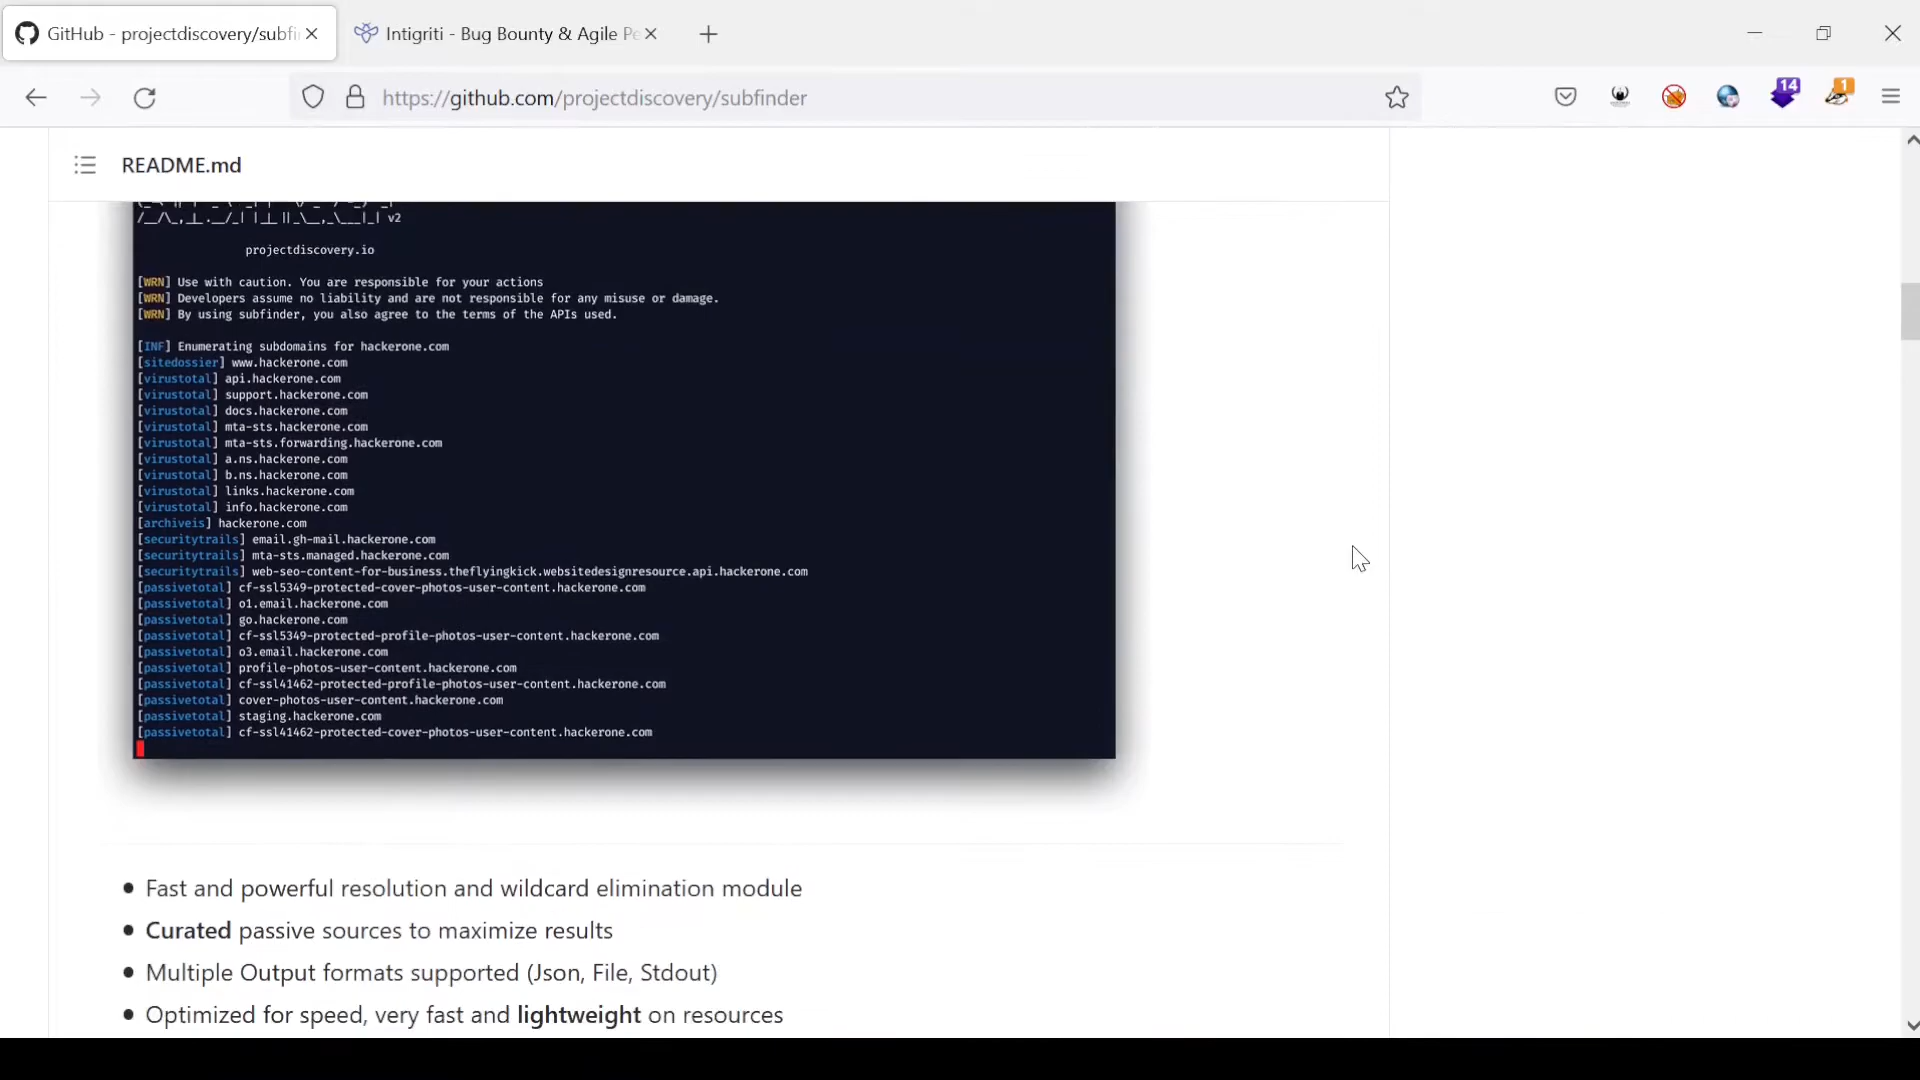 GitHub - projectdiscovery/subfi
Intigriti - Bug Bounty & Agile Pe
https://github.com/projectdiscovery/subfinder
14
1
README.md
v2
projectdiscovery.io
[WRN] Use with caution. You are responsible for your actions
[WRN] Developers assume no liability and are not responsible for any misuse or damage.
[WRN] By using subfinder, you also agree to the terms of the APIs used.
[INF] Enumerating subdomains for hackerone.com
[sitedossier] www.hackerone.com
[virustotal] api.hackerone.com
[virustotal] support.hackerone.com
[virustotal] docs.hackerone.com
[virustotal] mta-sts.hackerone.com
[virustotal] mta-sts.forwarding.hackerone.com
[virustotal] a.ns.hackerone.com
[virustotal] b.ns.hackerone.com
[virustotal] links.hackerone.com
[virustotal] info.hackerone.com
[archiveis] hackerone.com
[securitytrails] email.gh-mail.hackerone.com
[securitytrails] mta-sts.managed.hackerone.com
[securitytrails] web-seo-content-for-business.theflyingkick.websitedesignresource.api.hackerone.com
[passivetotal] cf-ssl5349-protected-cover-photos-user-content.hackerone.com
[passivetotal] o1.email.hackerone.com
[passivetotal] go.hackerone.com
[passivetotal] cf-ssl5349-protected-profile-photos-user-content.hackerone.com
[passivetotal] o3.email.hackerone.com
[passivetotal] profile-photos-user-content.hackerone.com
[passivetotal] cf-ssl41462-protected-profile-photos-user-content.hackerone.com
[passivetotal] cover-photos-user-content.hackerone.com
[passivetotal] staging.hackerone.com
[passivetotal] cf-ssl41462-protected-cover-photos-user-content.hackerone.com
• Fast and powerful resolution and wildcard elimination module
• Curated passive sources to maximize results
• Multiple Output formats supported (Json, File, Stdout)
• Optimized for speed, very fast and lightweight on resources